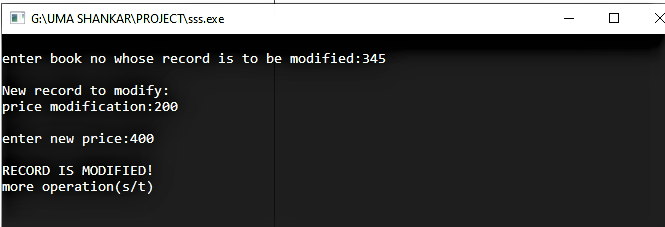 G:\UMA SHANKAR\PROJECT\sss.exe
enter book no whose record is to be modified:345
New record to modify:
price modification:200
enter new price:400
RECORD IS MODIFIED!
more operation(s/t)